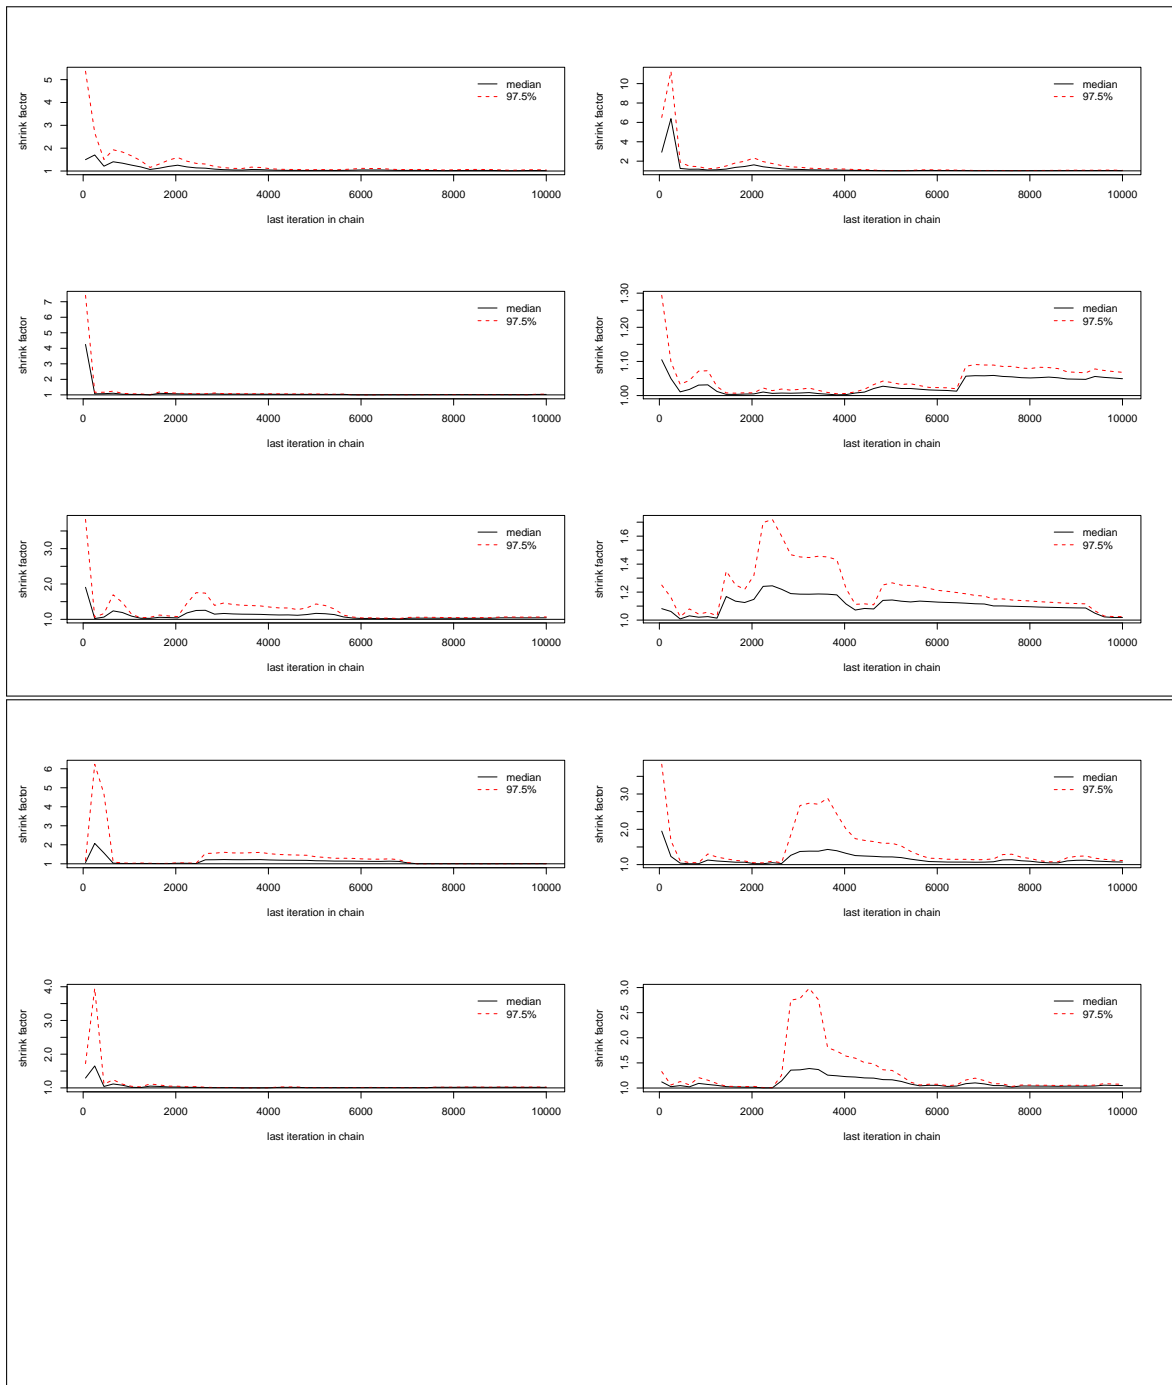 shrink factor
1 2 3 4 5
median
97.5%
0 2000 4000 6000 8000 10000
last iteration in chain
shrink factor
2 4 6 8 10
median
97.5%
0 2000 4000 6000 8000 10000
last iteration in chain
shrink factor
1 2 3 4 5 6 7
median
97.5%
0 2000 4000 6000 8000 10000
last iteration in chain
shrink factor
1.00 1.10 1.20 1.30
median
97.5%
0 2000 4000 6000 8000 10000
last iteration in chain
shrink factor
1.0 2.0 3.0
median
97.5%
0 2000 4000 6000 8000 10000
last iteration in chain
shrink factor
1.0 1.2 1.4 1.6
median
97.5%
0 2000 4000 6000 8000 10000
last iteration in chain
shrink factor
1 2 3 4 5 6
median
97.5%
0 2000 4000 6000 8000 10000
last iteration in chain
shrink factor
1.0 2.0 3.0
median
97.5%
0 2000 4000 6000 8000 10000
last iteration in chain
shrink factor
1.0 2.0 3.0 4.0
median
97.5%
0 2000 4000 6000 8000 10000
last iteration in chain
shrink factor
1.0 1.5 2.0 2.5 3.0
median
97.5%
0 2000 4000 6000 8000 10000
last iteration in chain